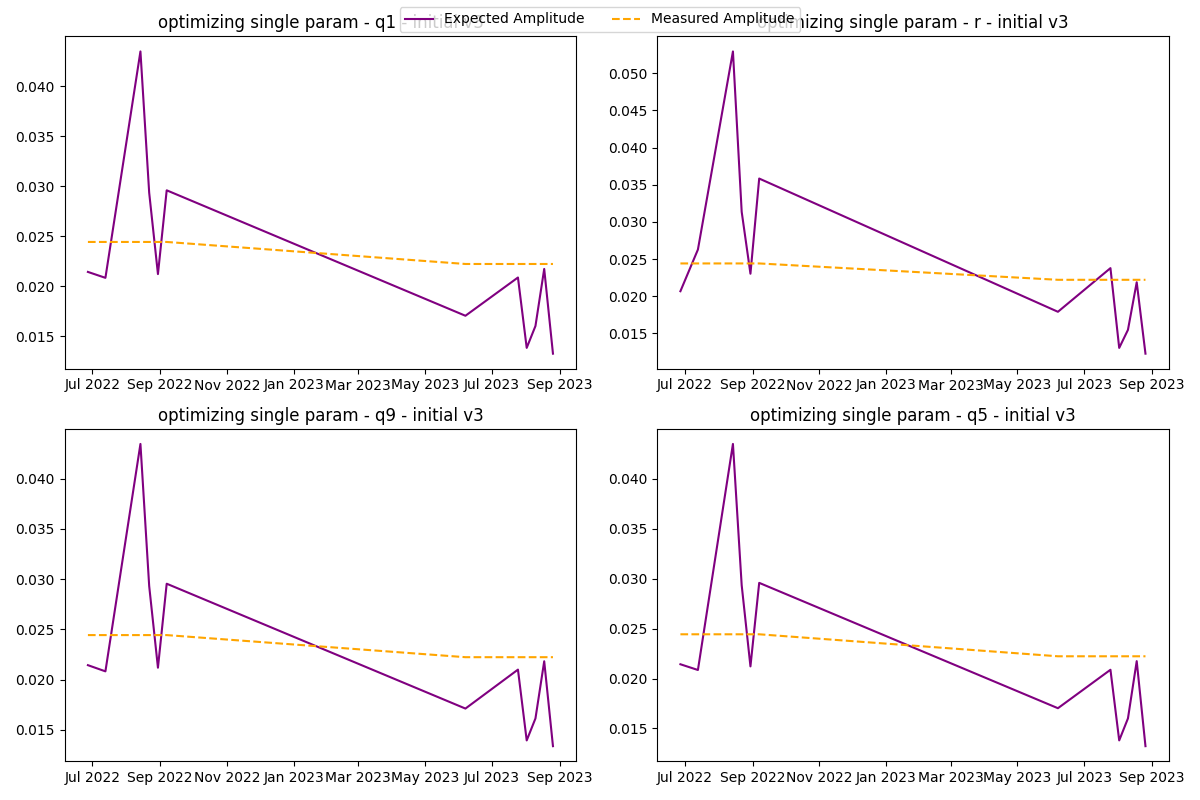 Expected Amplitude Measured Amplitude
optimizing single param - q1 - initial v3
optimizing single param - r - initial v3
0.040
0.035
0.030
0.025
0.020
0.015
Jul 2022 Sep 2022 Nov 2022 Jan 2023 Mar 2023 May 2023 Jul 2023 Sep 2023
0.050
0.045
0.040
0.035
0.030
0.025
0.020
0.015
Jul 2022 Sep 2022 Nov 2022 Jan 2023 Mar 2023 May 2023 Jul 2023 Sep 2023
optimizing single param - q9 - initial v3
optimizing single param - q5 - initial v3
0.040
0.035
0.030
0.025
0.020
0.015
Jul 2022 Sep 2022 Nov 2022 Jan 2023 Mar 2023 May 2023 Jul 2023 Sep 2023
0.040
0.035
0.030
0.025
0.020
0.015
Jul 2022 Sep 2022 Nov 2022 Jan 2023 Mar 2023 May 2023 Jul 2023 Sep 2023